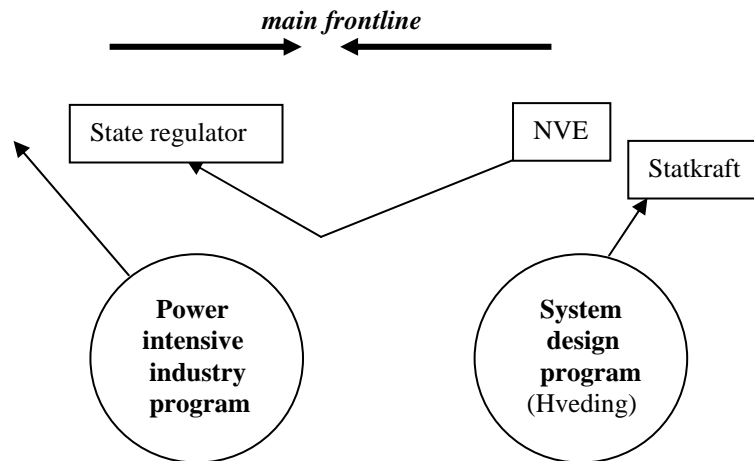 main frontline
State regulator
NVE
Statkraft
Power
intensive
industry
program
System
design
program
(Hveding)